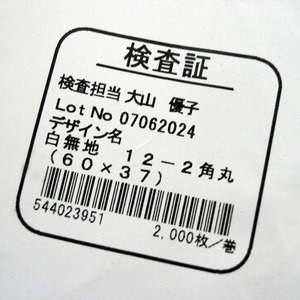 検査証
検査担当 大山 優子
Lot No 07062024
デザイン名
白無地 12-2角丸
(60×37)
544023951
2,000枚/巻